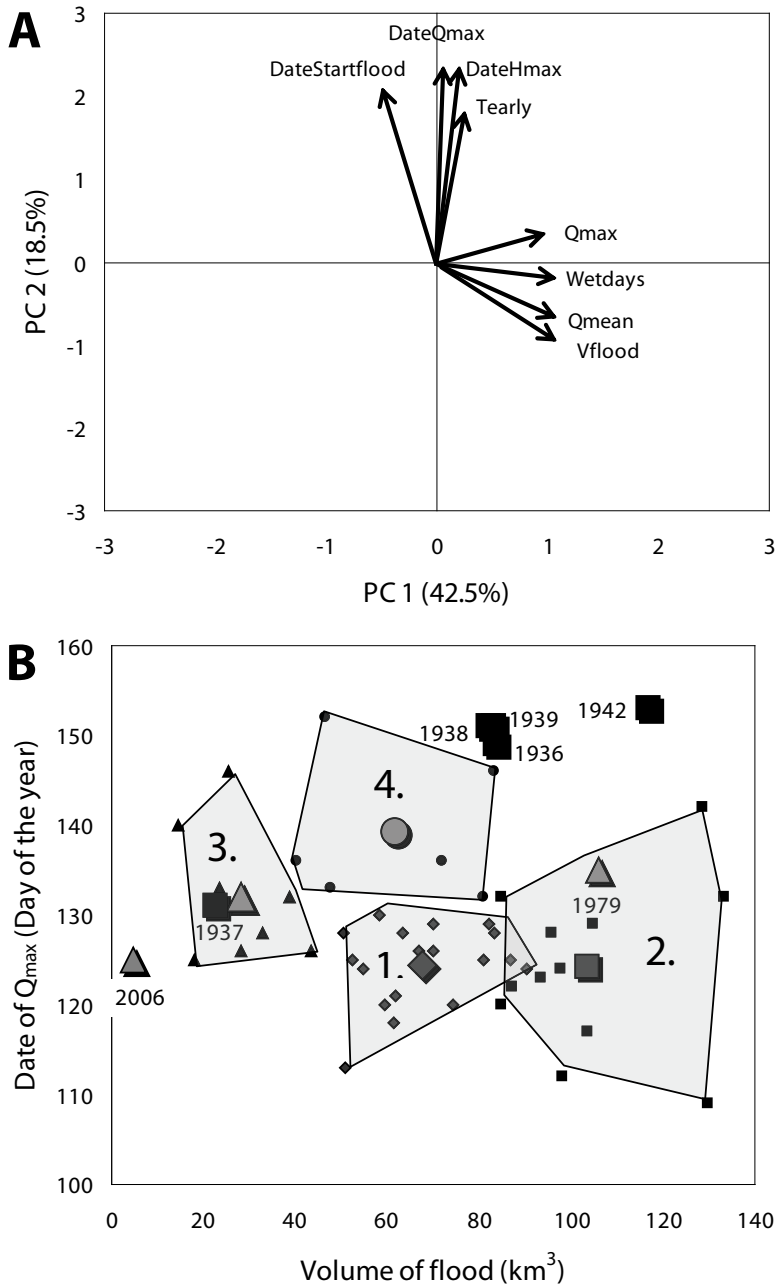 A
3
DateQmax
DateStartflood
DateHmax
2
Tearly
1
Qmax
PC 2 (18.5%)
0
Wetdays
Qmean
-1
Vflood
-2
-3
-3 -2 -1 0 1 2 3
PC 1 (42.5%)
B
160
1942
1939
1938
150
1936
4.
140
3.
Date of Qmax (Day of the year)
130
1937
1979
1.
2.
2006
120
110
100
0 20 40 60 80 100 120 140
Volume of flood (km³)